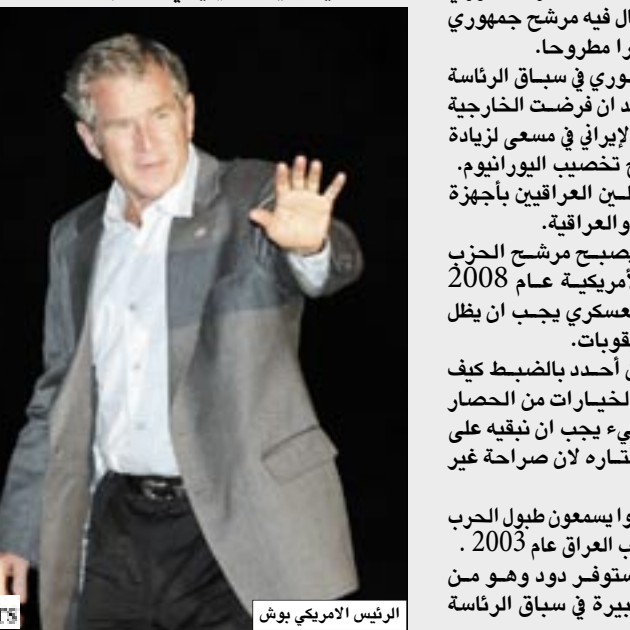 ال فيه مرشح جمهوري
را مطروحا.
وري في سباق الرئاسة
د ان فرضت الخارجية
لإيراني في مسعى لزيادة
ج تخصيب اليورانيوم.
لين العراقيين بأجهزة
والعراقية.
يصبح مرشح الحزب
لأمريكية عام 2008
عسكري يجب ان يظل
قوبات.
أحدد بالضبط كيف
لخيارات من الحصار
يء يجب ان نبقيه على
تاره لان صراحة غير
وا يسمعون طبول الحرب
ب العراق عام 2003 .
ستوفر دود وهو من
بيرة في سباق الرئاسة
الرئيس الامريكي بوش